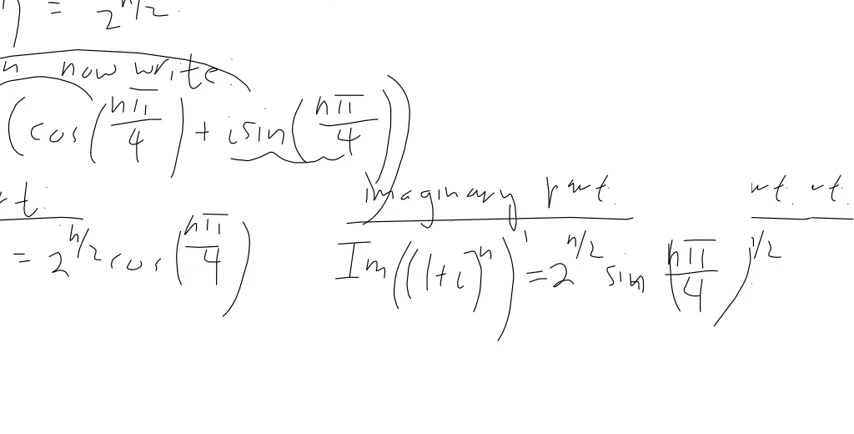 = 2^{n/2}.
n now write:
(cos(nπ/4) + i sin(nπ/4))
imaginary part.
= 2^{n/2} cos(nπ/4)
Im((1+i)^n) = 2^{n/2} sin(nπ/4)